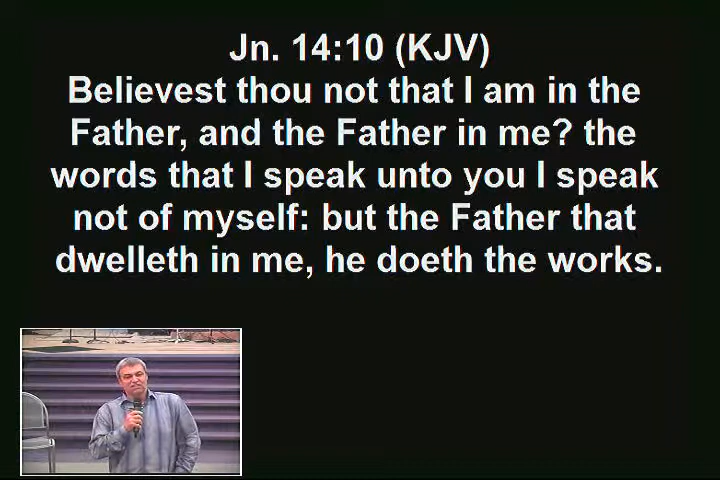 Jn. 14:10 (KJV)
Believest thou not that I am in the
Father, and the Father in me? the
words that I speak unto you I speak
not of myself: but the Father that
dwelleth in me, he doeth the works.